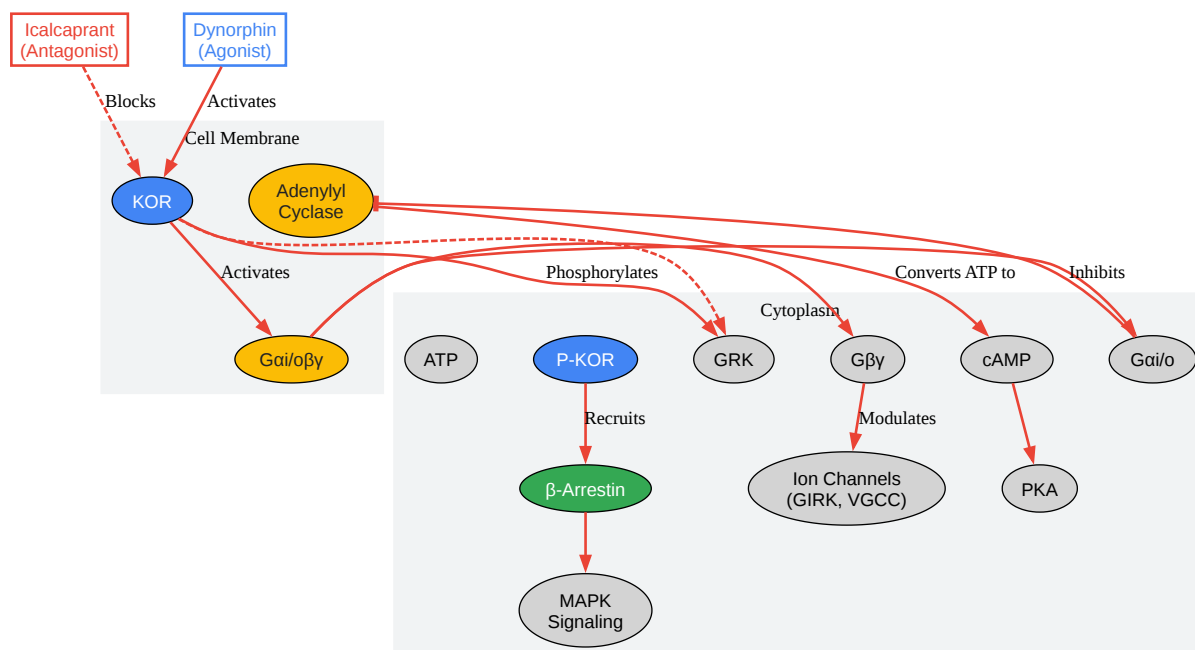 Icalcaprant
(Antagonist)
Dynorphin
(Agonist)
Blocks
Activates
Cell Membrane
KOR
Adenylyl
Cyclase
Activates
Phosphorylates
Converts ATP to
Inhibits
Cytoplasm
Gαi/oβγ
ATP
P-KOR
GRK
Gβγ
cAMP
Gαi/o
Recruits
Modulates
β-Arrestin
Ion Channels
(GIRK, VGCC)
PKA
MAPK
Signaling